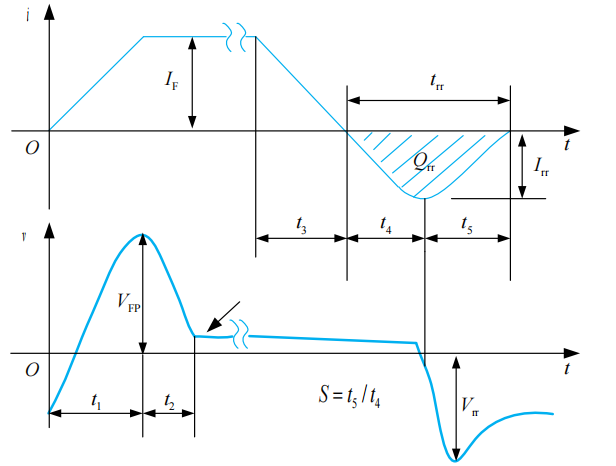 i
I_F
t_rr
O
t
Q_rr
I_rr
t_3
t_4
t_5
v
V_FP
O
t
t_1
t_2
S = t_5 / t_4
V_rr